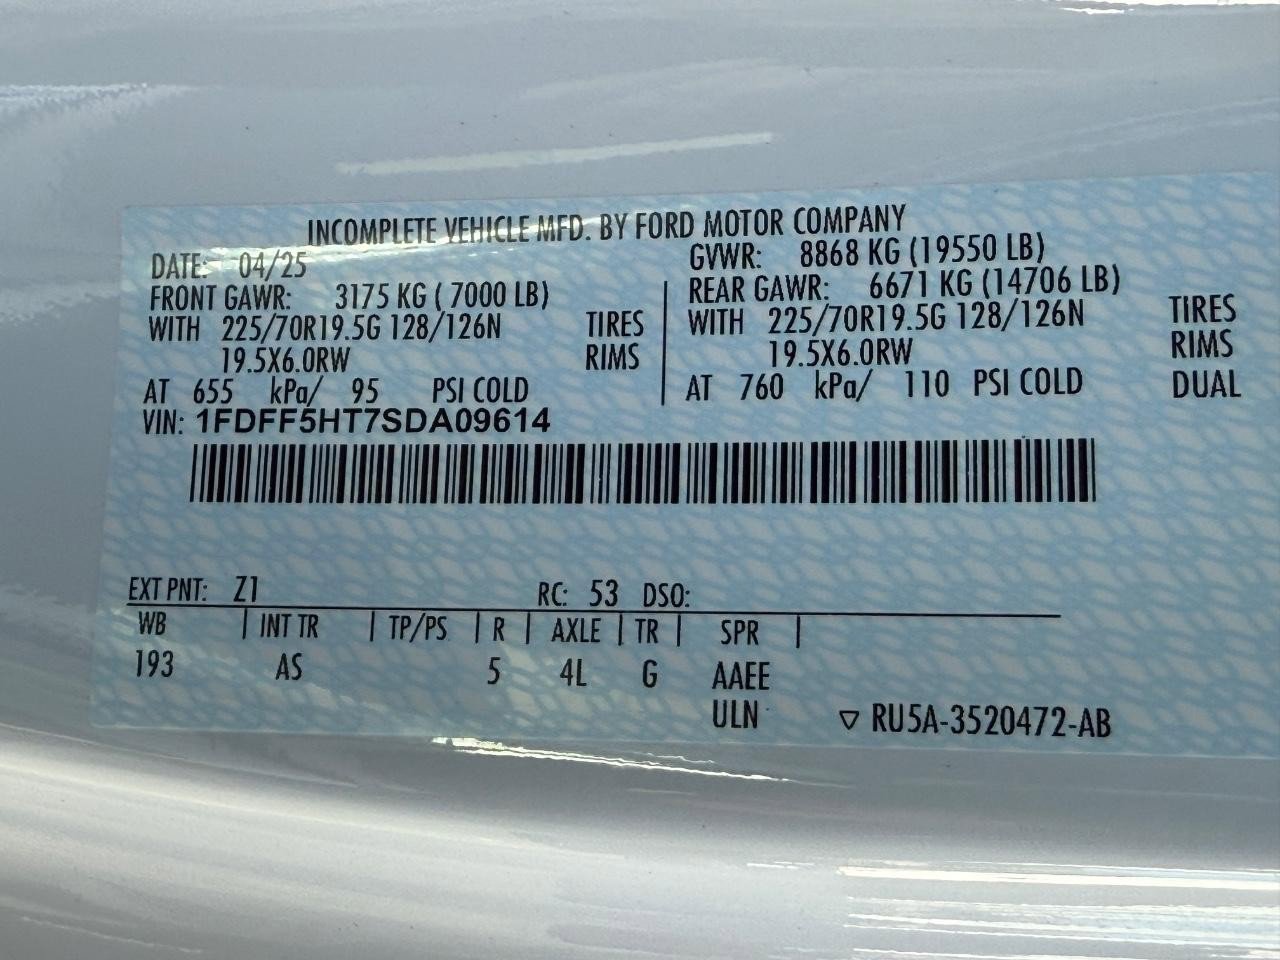 INCOMPLETE VEHICLE MFD. BY FORD MOTOR COMPANY
DATE: 04/25 GVWR: 8868 KG (19550 LB)
FRONT GAWR: 3175 KG ( 7000 LB) REAR GAWR: 6671 KG (14706 LB)
WITH 225/70R19.5G 128/126N TIRES WITH 225/70R19.5G 128/126N TIRES
19.5X6.0RW RIMS 19.5X6.0RW RIMS
AT 655 kPa/ 95 PSI COLD AT 760 kPa/ 110 PSI COLD DUAL
VIN: 1FDFF5HT7SDA09614
EXT PNT: Z1 RC: 53 DSO:
WB | INT TR | TP/PS | R | AXLE | TR | SPR |
193 AS 5 4L G AAEE
ULN ▽ RU5A-3520472-AB